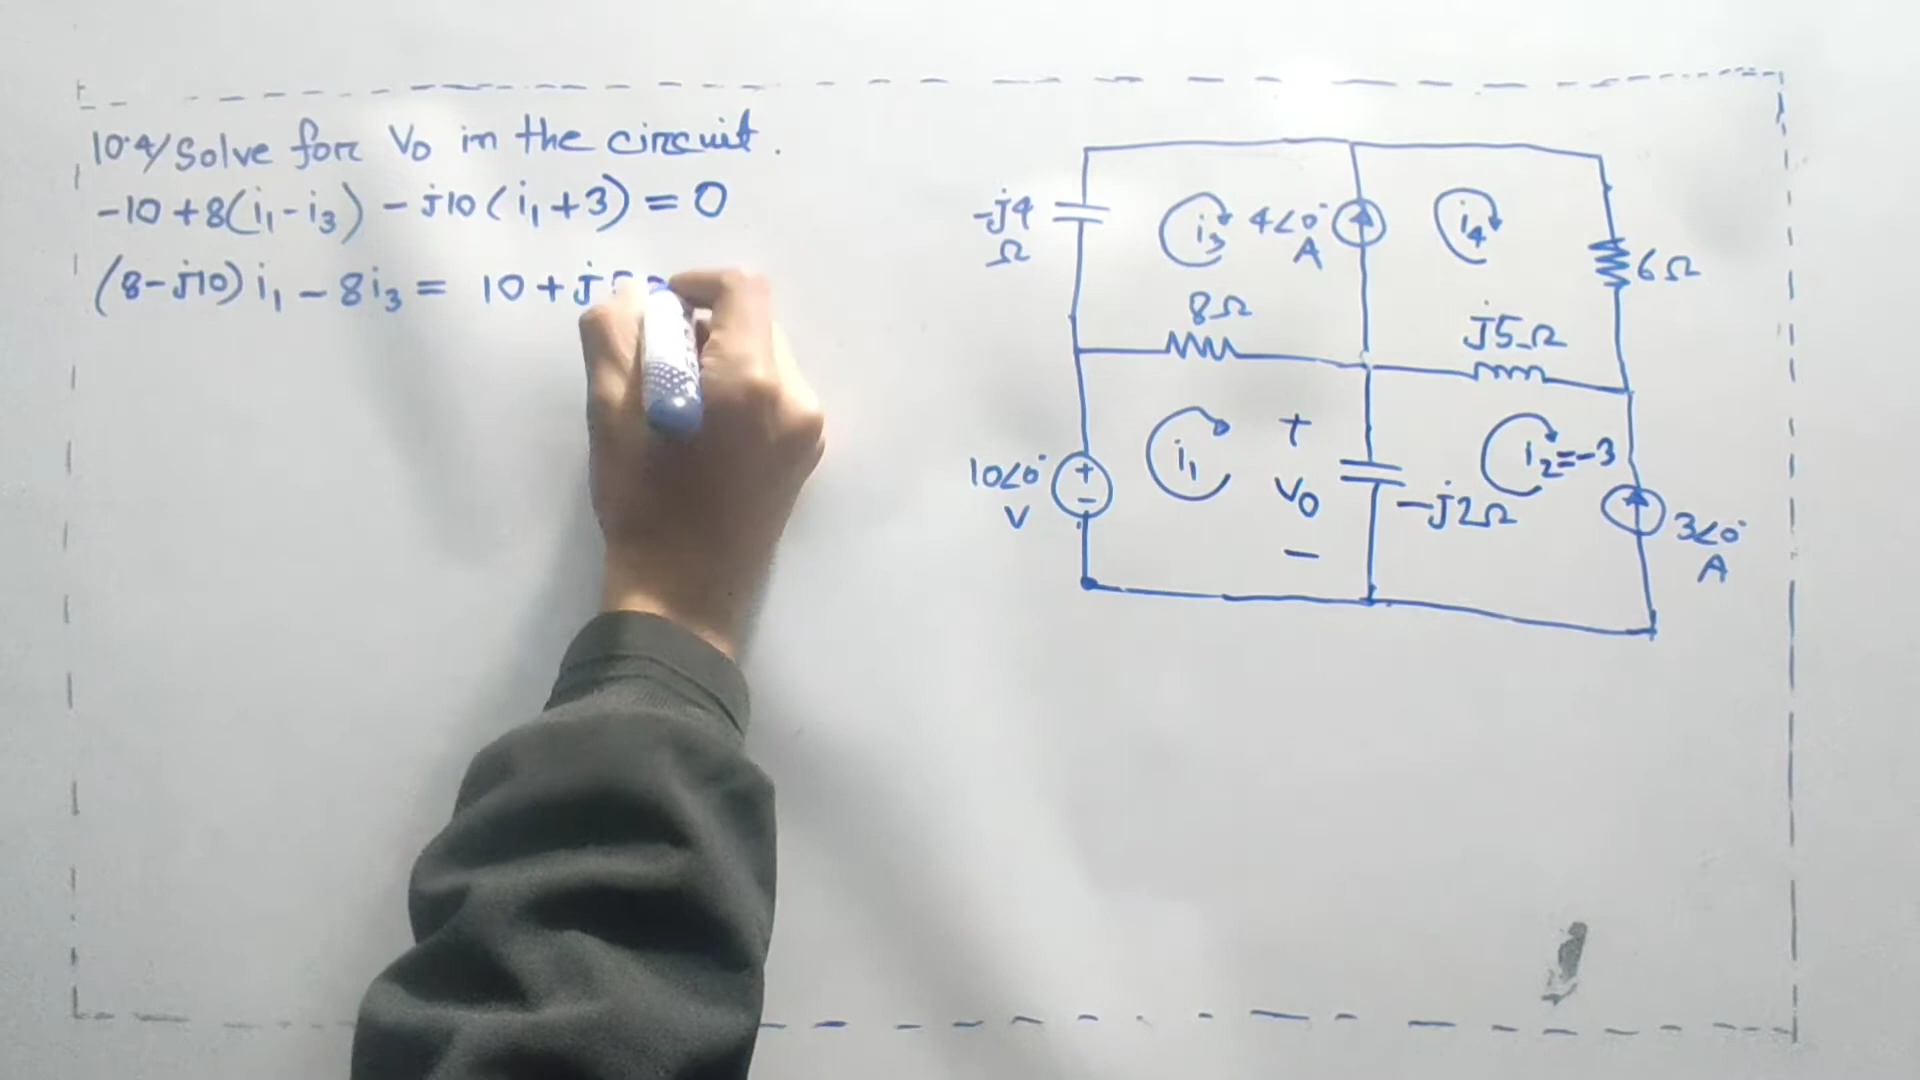 10.4/ Solve for V0 in the circuit.
-10+8(i1-i3) -j10(i1+3)=0
(8-j10)i1-8i3= 10+j
-j4
Ω
i3
4<0°
A
i4
6Ω
8Ω
j5Ω
10<0°
V
+
-
i1
+
V0
-
-j2Ω
i2=-3
3<0°
A